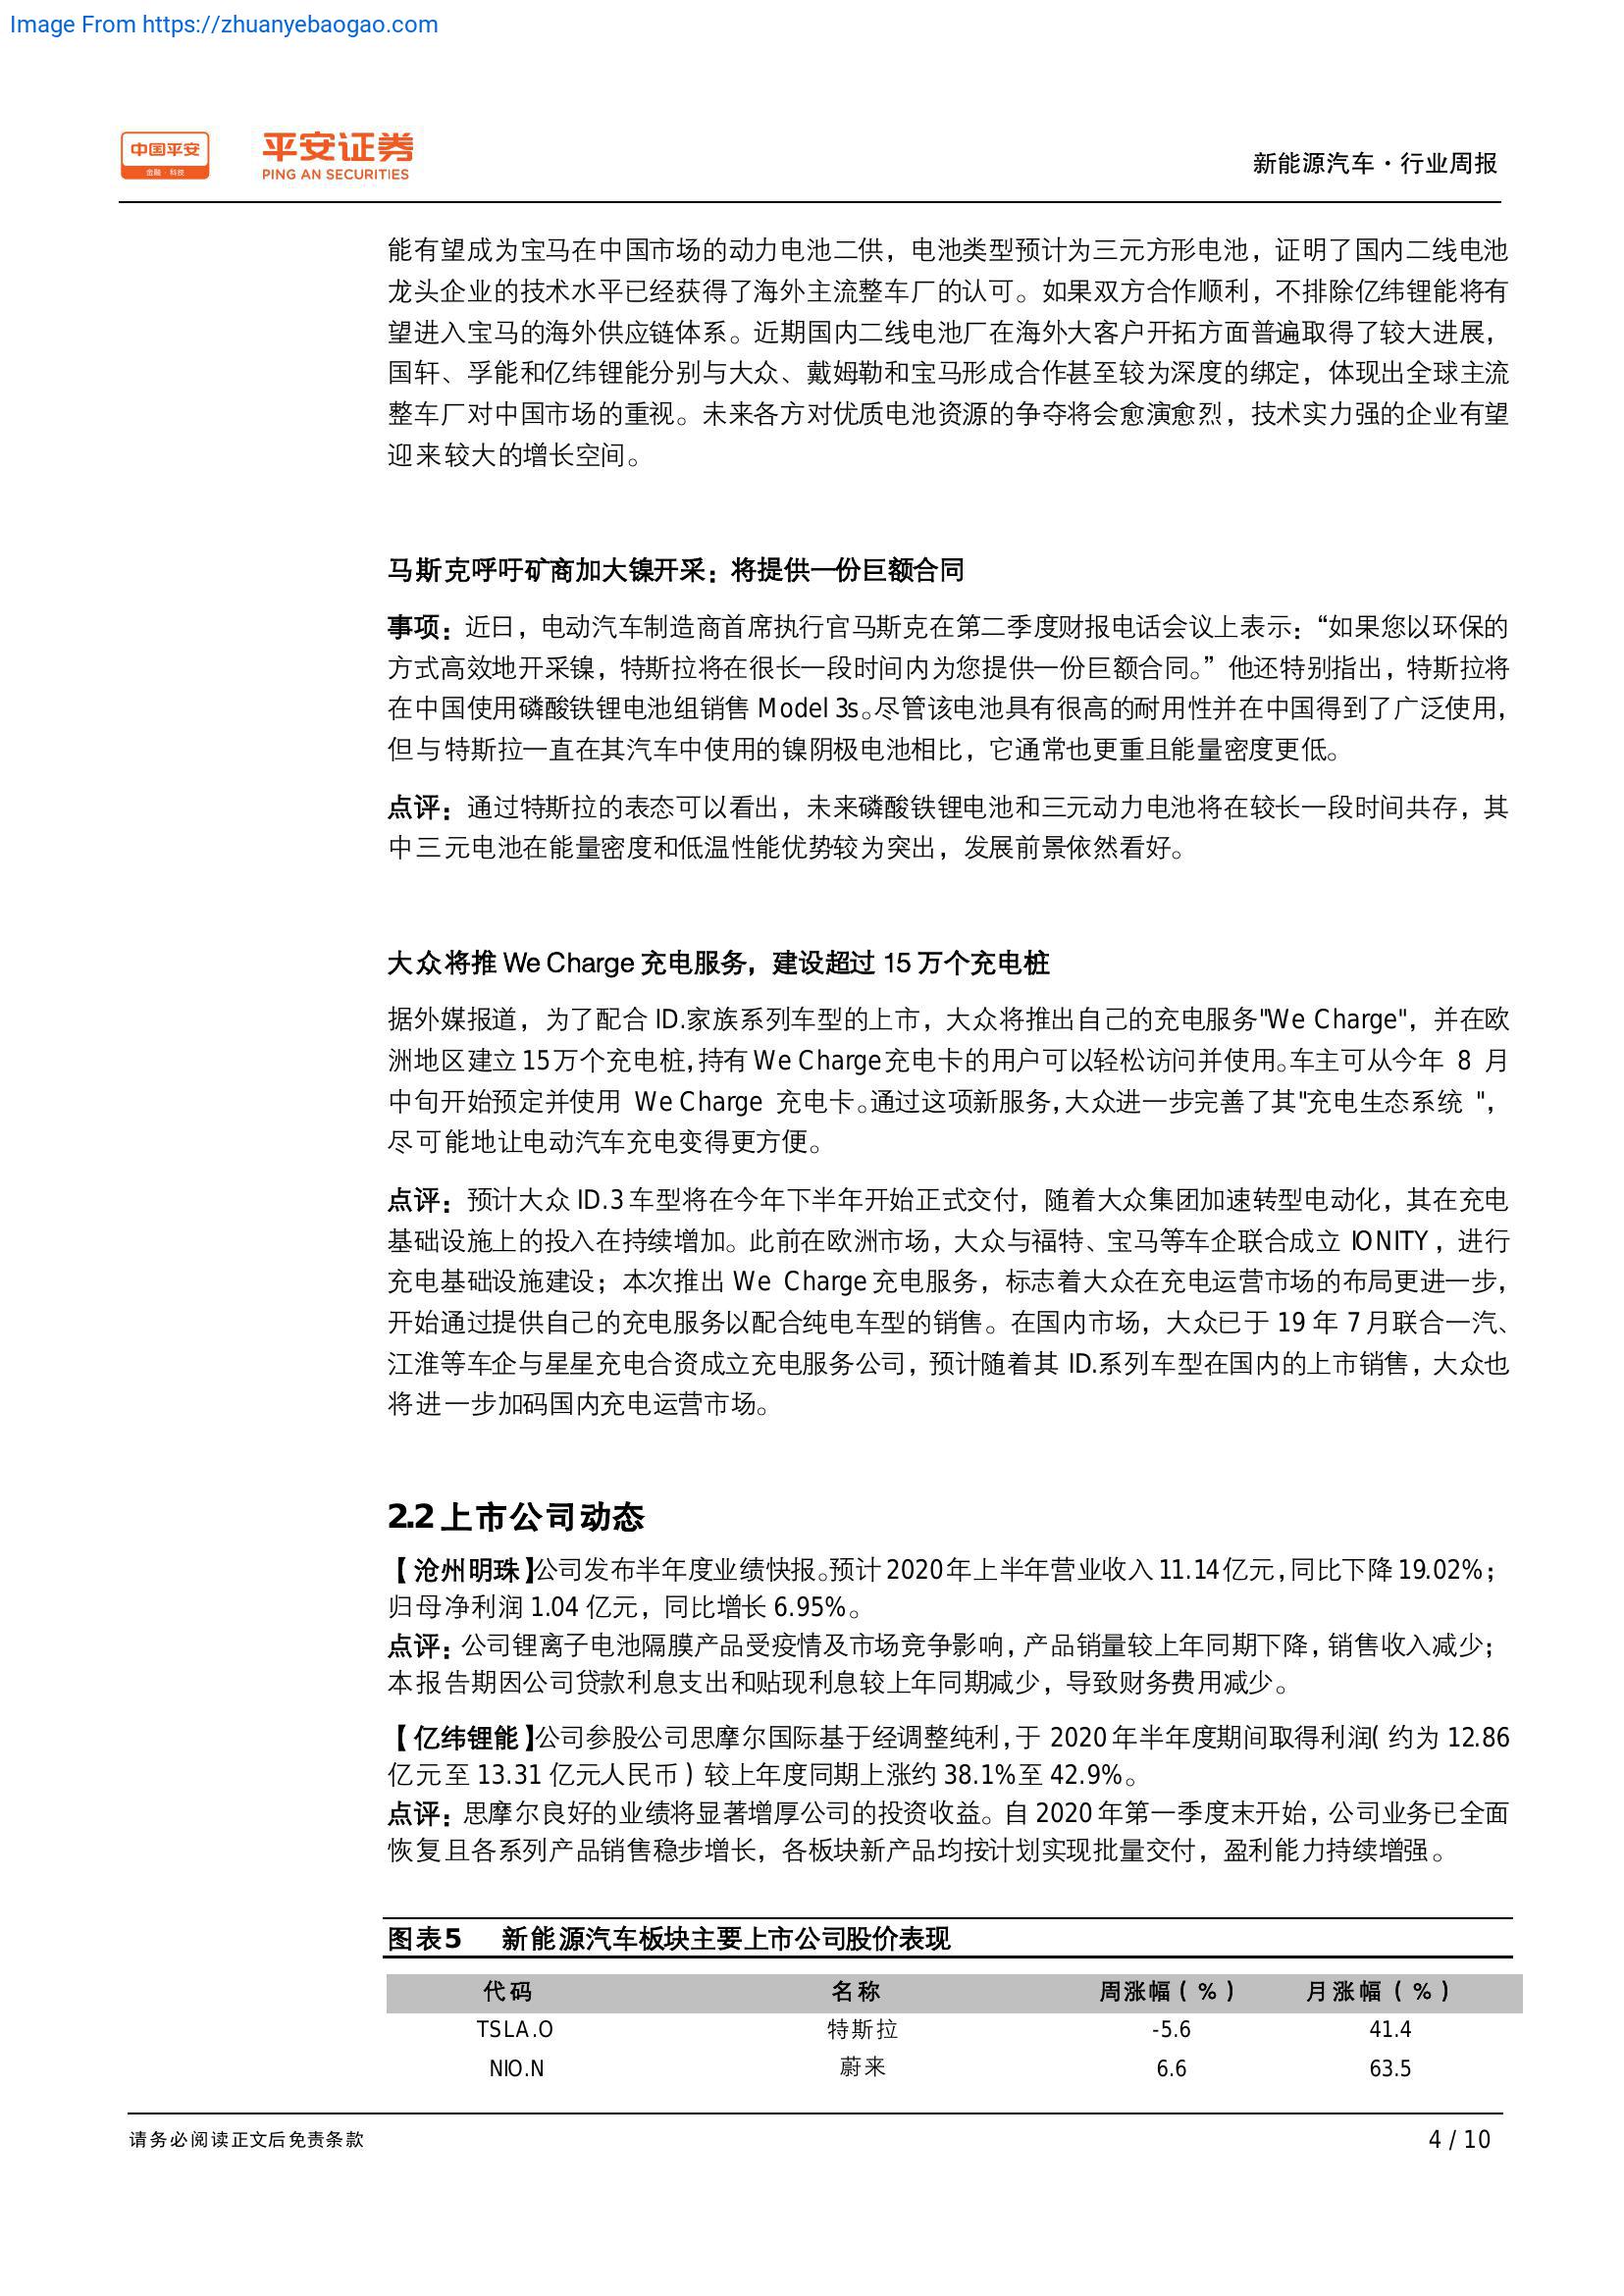 Image From https://zhuanyebaogao.com
中国平安
金融·科技
平安证券
PING AN SECURITIES
新能源汽车·行业周报
能有望成为宝马在中国市场的动力电池二供，电池类型预计为三元方形电池，证明了国内二线电池
龙头企业的技术水平已经获得了海外主流整车厂的认可。如果双方合作顺利，不排除亿纬锂能将有
望进入宝马的海外供应链体系。近期国内二线电池厂在海外大客户开拓方面普遍取得了较大进展，
国轩、孚能和亿纬锂能分别与大众、戴姆勒和宝马形成合作甚至较为深度的绑定，体现出全球主流
整车厂对中国市场的重视。未来各方对优质电池资源的争夺将会愈演愈烈，技术实力强的企业有望
迎来较大的增长空间。
马斯克呼吁矿商加大镍开采：将提供一份巨额合同
事项：近日，电动汽车制造商首席执行官马斯克在第二季度财报电话会议上表示：“如果您以环保的
方式高效地开采镍，特斯拉将在很长一段时间内为您提供一份巨额合同。”他还特别指出，特斯拉将
在中国使用磷酸铁锂电池组销售 Model 3s。尽管该电池具有很高的耐用性并在中国得到了广泛使用，
但与特斯拉一直在其汽车中使用的镍阴极电池相比，它通常也更重且能量密度更低。
点评：通过特斯拉的表态可以看出，未来磷酸铁锂电池和三元动力电池将在较长一段时间共存，其
中三元电池在能量密度和低温性能优势较为突出，发展前景依然看好。
大众将推 We Charge 充电服务，建设超过 15 万个充电桩
据外媒报道，为了配合 ID.家族系列车型的上市，大众将推出自己的充电服务"We Charge"，并在欧
洲地区建立 15 万个充电桩，持有 We Charge 充电卡的用户可以轻松访问并使用。车主可从今年 8 月
中旬开始预定并使用 We Charge 充电卡。通过这项新服务，大众进一步完善了其"充电生态系统 "，
尽可能地让电动汽车充电变得更方便。
点评：预计大众 ID.3 车型将在今年下半年开始正式交付，随着大众集团加速转型电动化，其在充电
基础设施上的投入在持续增加。此前在欧洲市场，大众与福特、宝马等车企联合成立 IONITY，进行
充电基础设施建设；本次推出 We Charge 充电服务，标志着大众在充电运营市场的布局更进一步，
开始通过提供自己的充电服务以配合纯电车型的销售。在国内市场，大众已于 19 年 7 月联合一汽、
江淮等车企与星星充电合资成立充电服务公司，预计随着其 ID.系列车型在国内的上市销售，大众也
将进一步加码国内充电运营市场。
2.2 上市公司动态
【沧州明珠】公司发布半年度业绩快报。预计 2020 年上半年营业收入 11.14 亿元，同比下降 19.02%；
归母净利润 1.04 亿元，同比增长 6.95%。
点评：公司锂离子电池隔膜产品受疫情及市场竞争影响，产品销量较上年同期下降，销售收入减少；
本报告期因公司贷款利息支出和贴现利息较上年同期减少，导致财务费用减少。
【亿纬锂能】公司参股公司思摩尔国际基于经调整纯利，于 2020 年半年度期间取得利润（约为 12.86
亿元至 13.31 亿元人民币）较上年度同期上涨约 38.1%至 42.9%。
点评：思摩尔良好的业绩将显著增厚公司的投资收益。自 2020 年第一季度末开始，公司业务已全面
恢复且各系列产品销售稳步增长，各板块新产品均按计划实现批量交付，盈利能力持续增强。
图表5 新能源汽车板块主要上市公司股价表现
代码 名称 周涨幅（%） 月涨幅（%）
TSLA.O 特斯拉 -5.6 41.4
NIO.N 蔚来 6.6 63.5
请务必阅读正文后免责条款 4 / 10